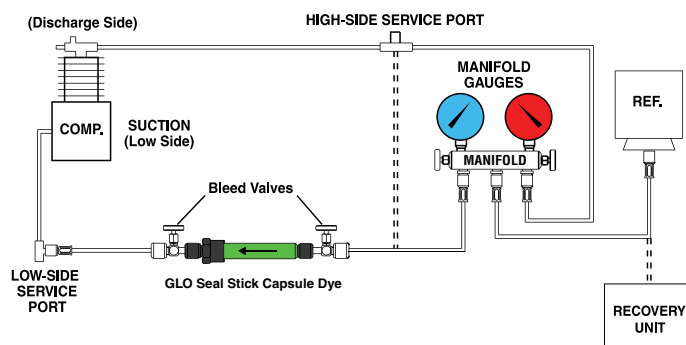 (Discharge Side)
HIGH-SIDE SERVICE PORT
MANIFOLD
GAUGES
REF.
COMP.
SUCTION
(Low Side)
MANIFOLD
Bleed Valves
LOW-SIDE
SERVICE
PORT
GLO Seal Stick Capsule Dye
RECOVERY
UNIT